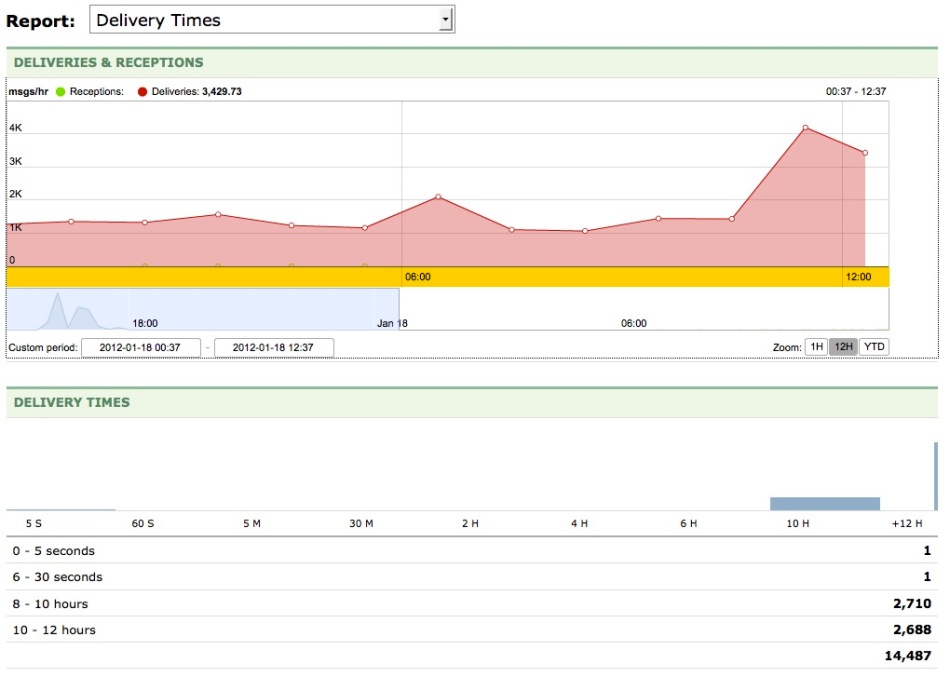 Report: Delivery Times
DELIVERIES & RECEPTIONS
msgs/hr Receptions: Deliveries: 3,429.73 00:37 - 12:37
4K
3K
2K
1K
0
06:00 12:00
18:00 Jan 18 06:00
Custom period: 2012-01-18 00:37 - 2012-01-18 12:37 Zoom: 1H 12H YTD
DELIVERY TIMES
5 S 60 S 5 M 30 M 2 H 4 H 6 H 10 H +12 H
0 - 5 seconds 1
6 - 30 seconds 1
8 - 10 hours 2,710
10 - 12 hours 2,688
14,487